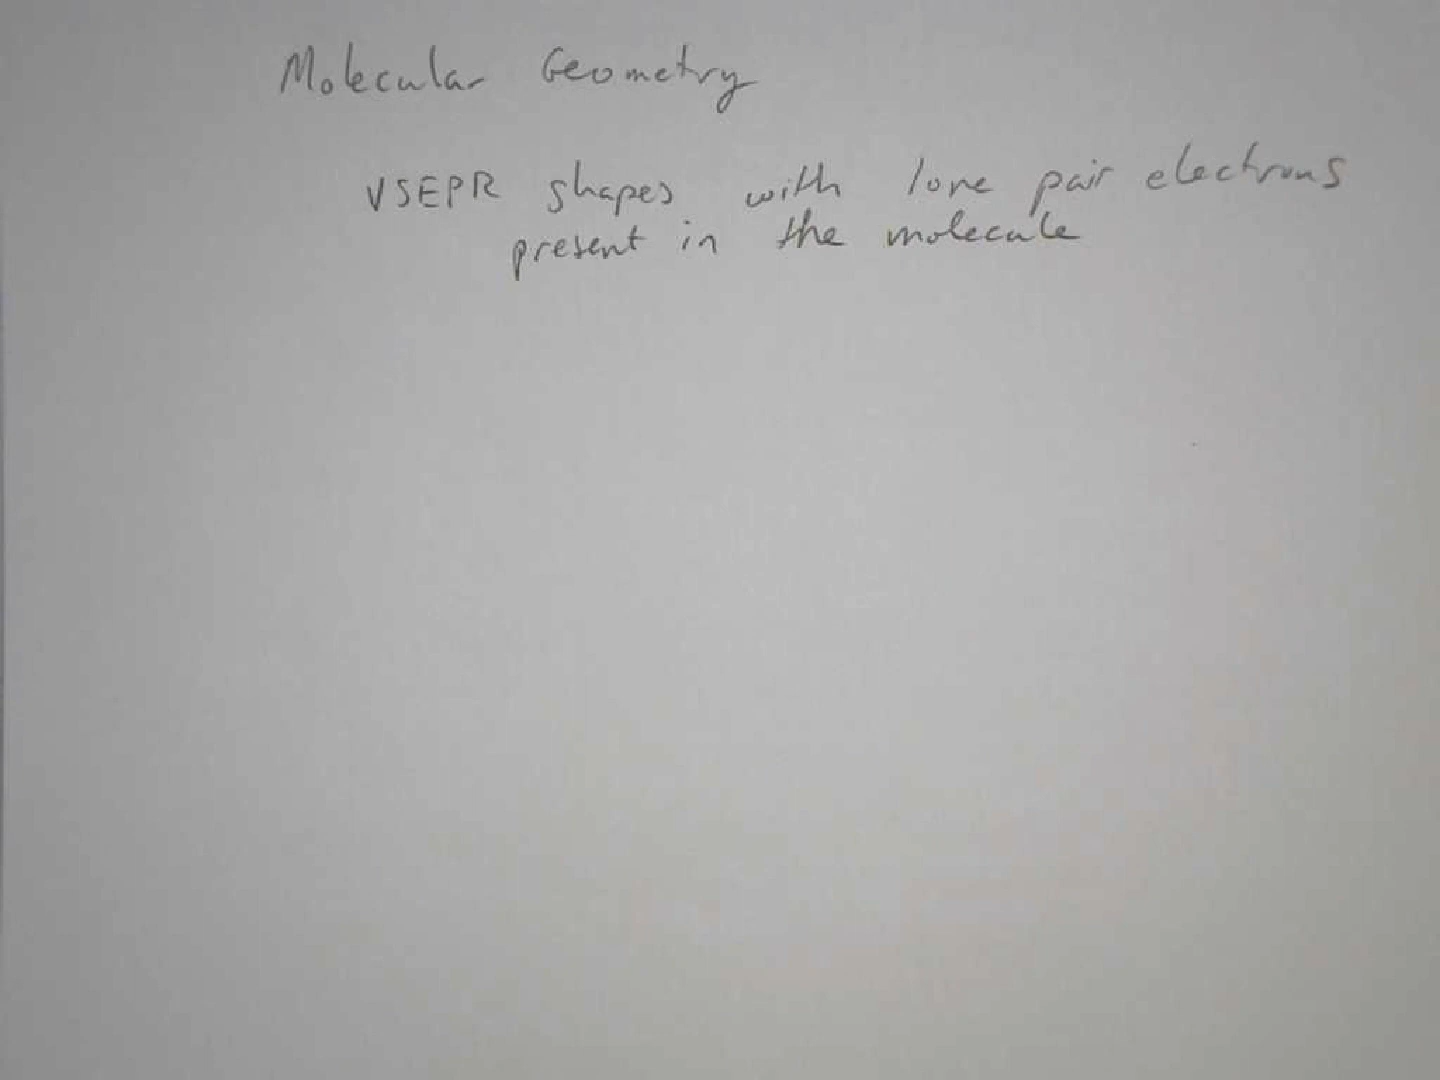 Molecular Geometry
VSEPR shapes with lone pair electrons
present in the molecule